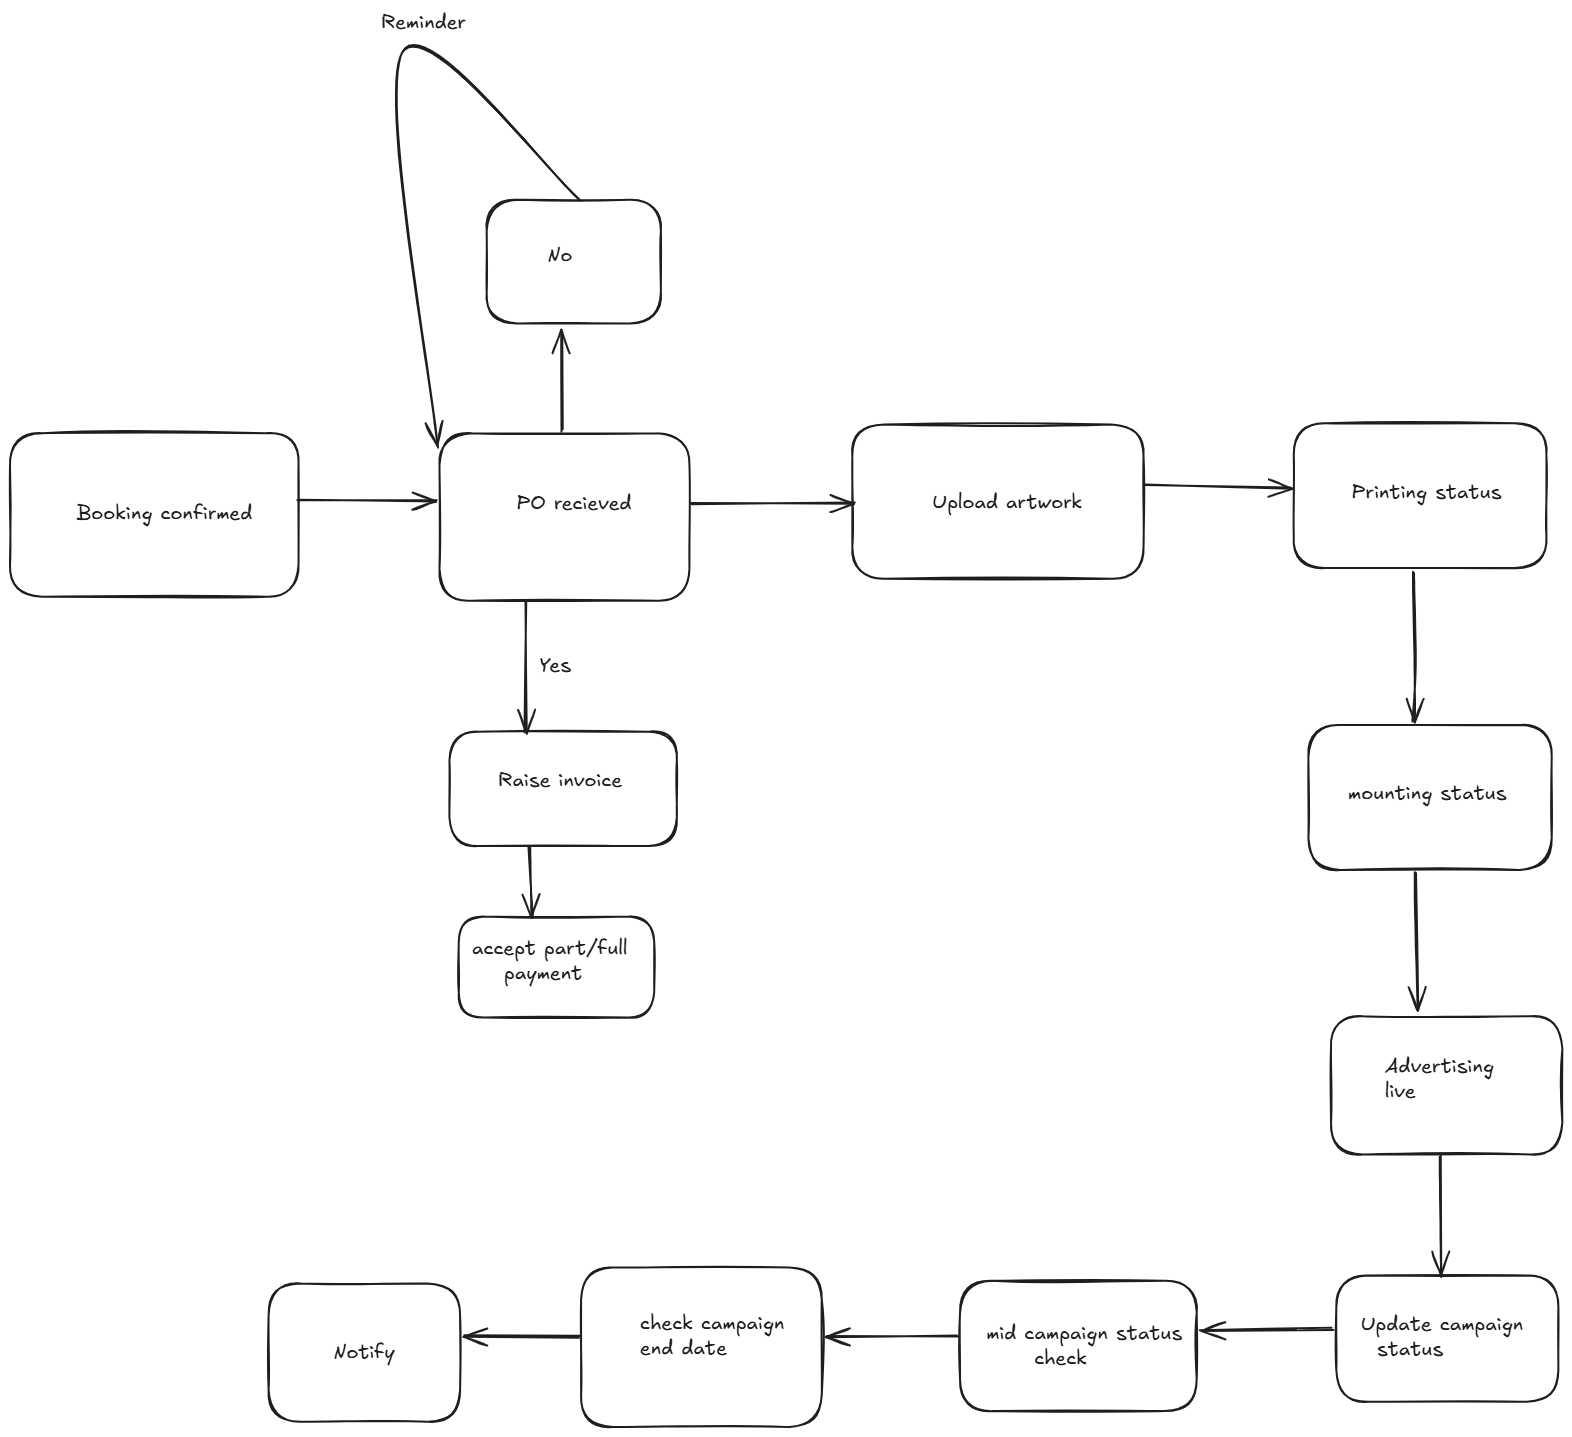 Reminder
No
Booking confirmed
PO recieved
Upload artwork
Printing status
Yes
Raise invoice
mounting status
accept part/full
payment
Advertising
live
Update campaign
status
mid campaign status
check
check campaign
end date
Notify